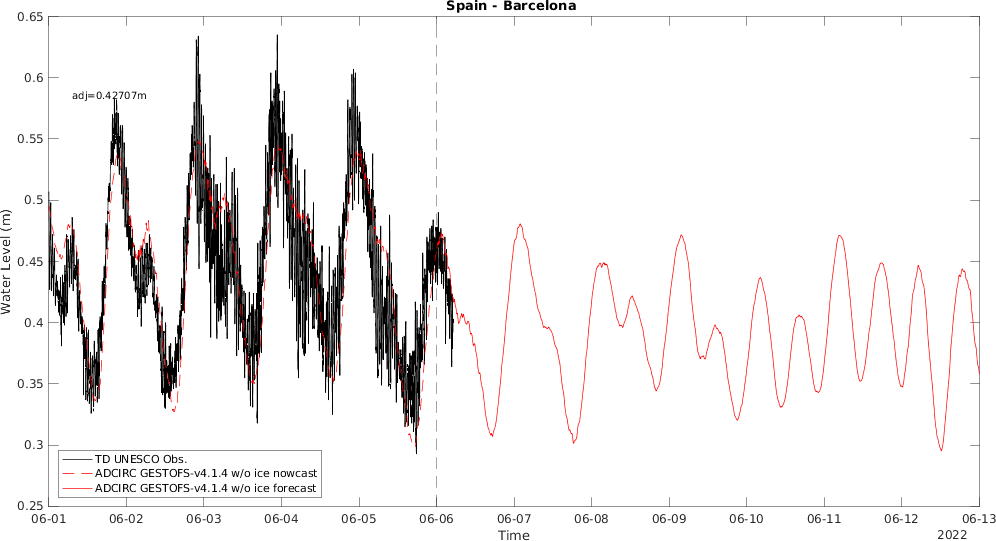 Spain - Barcelona
0.65
0.6
adj=0.42707m
0.55
0.5
0.45
Water Level (m)
0.4
0.35
0.3
TD UNESCO Obs.
ADCIRC GESTOFS-v4.1.4 w/o ice nowcast
ADCIRC GESTOFS-v4.1.4 w/o ice forecast
0.25
06-01 06-02 06-03 06-04 06-05 06-06 06-07 06-08 06-09 06-10 06-11 06-12 06-13
Time
2022